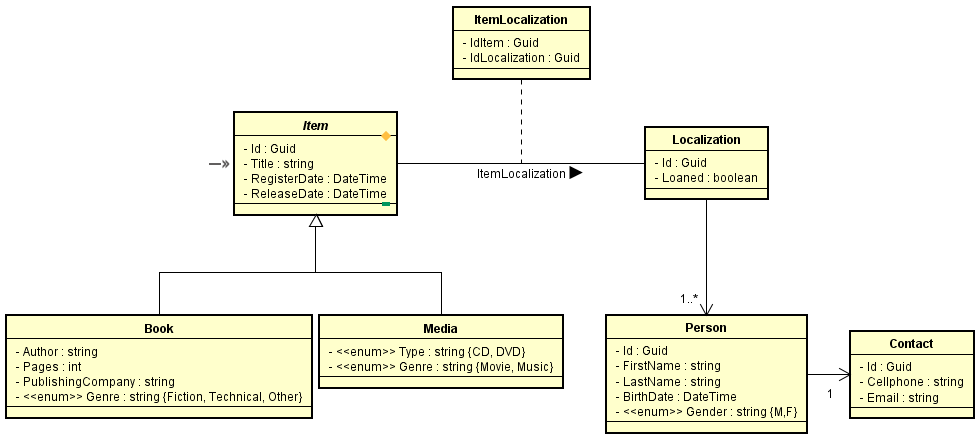 ItemLocalization
- IdItem : Guid
- IdLocalization : Guid
Item
- Id : Guid
- Title : string
- RegisterDate : DateTime
- ReleaseDate : DateTime
Localization
- Id : Guid
- Loaned : boolean
ItemLocalization
1..*
Book
- Author : string
- Pages : int
- PublishingCompany : string
- <<enum>> Genre : string {Fiction, Technical, Other}
Media
- <<enum>> Type : string {CD, DVD}
- <<enum>> Genre : string {Movie, Music}
Person
- Id : Guid
- FirstName : string
- LastName : string
- BirthDate : DateTime
- <<enum>> Gender : string {M,F}
1
Contact
- Id : Guid
- Cellphone : string
- Email : string